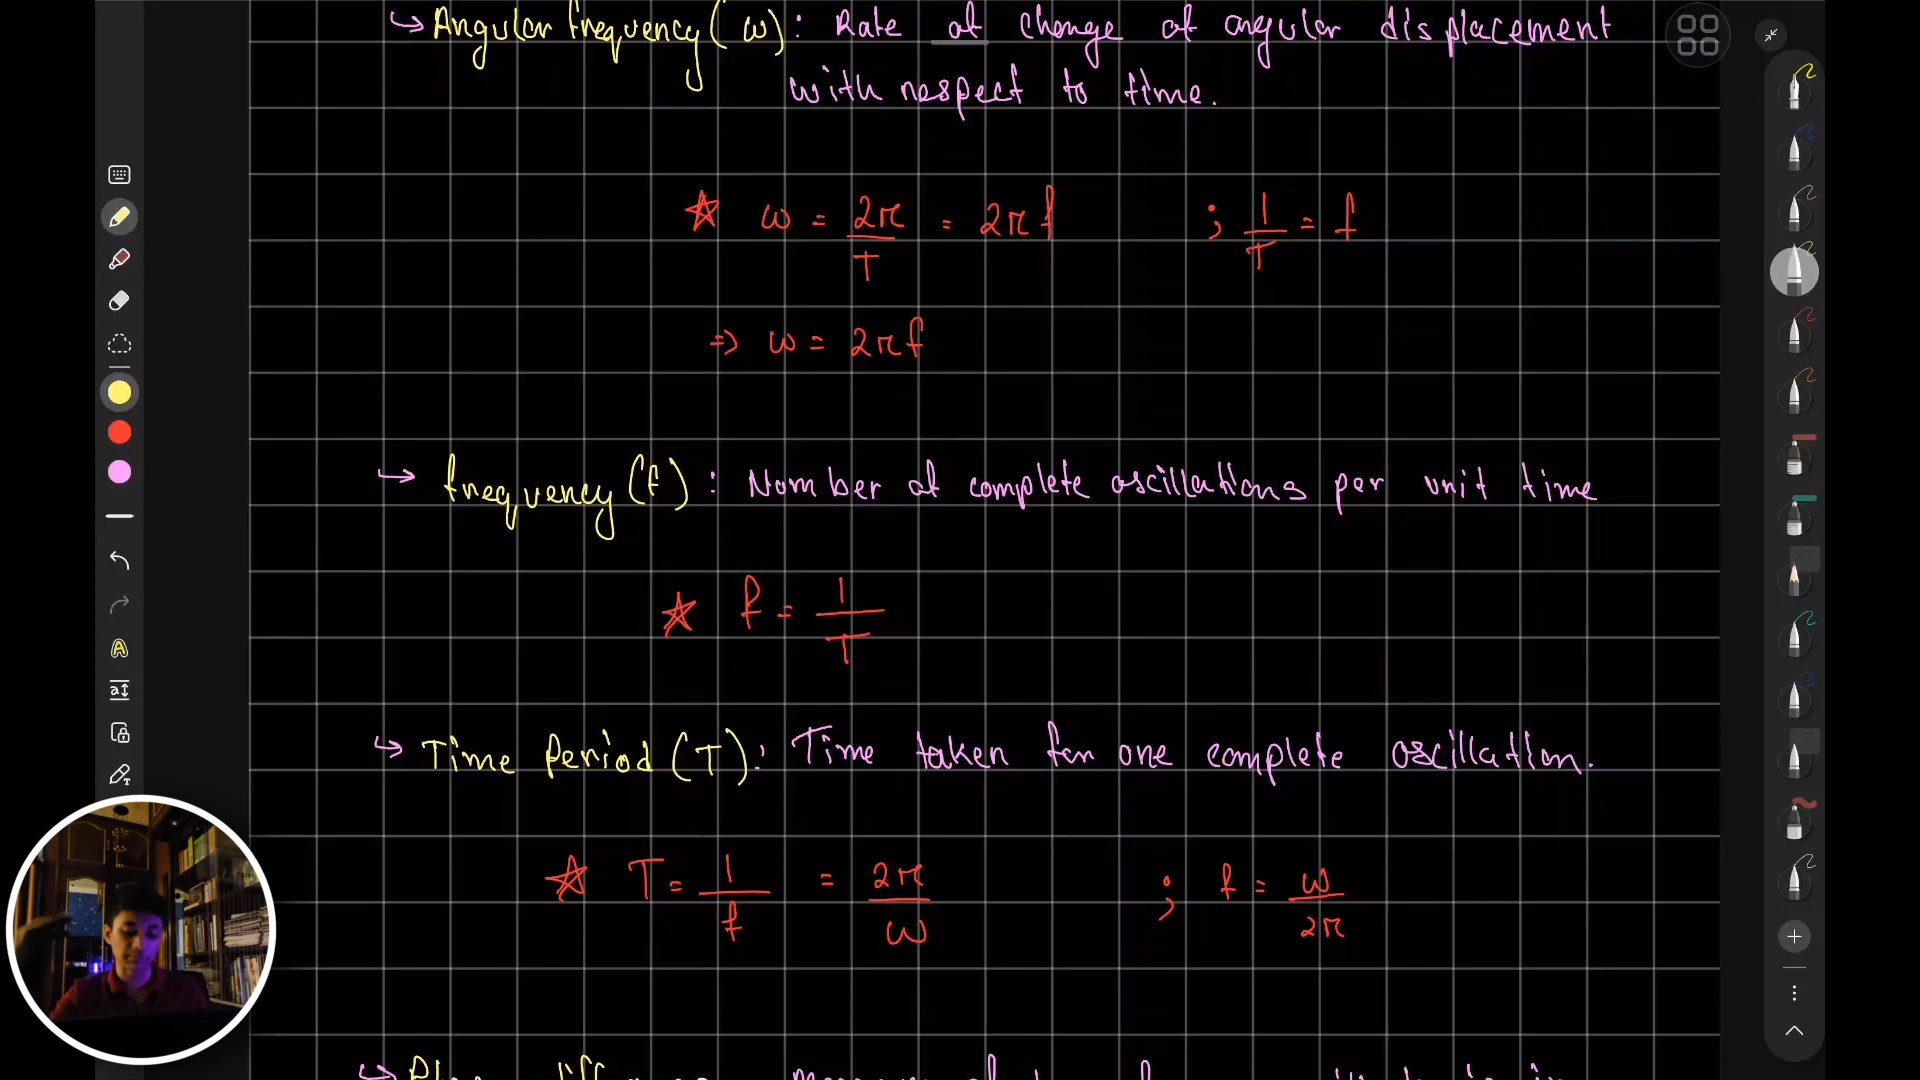 ↳ Angular frequency (ω): Rate of change of angular displacement
with respect to time.
☆ ω = 2π/T = 2πf ; 1/T = f
⇒ ω = 2πf
↳ frequency (f): Number of complete oscillations per unit time
☆ f = 1/T
↳ Time Period (T): Time taken for one complete oscillation.
☆ T = 1/f = 2π/ω ; f = ω/2π